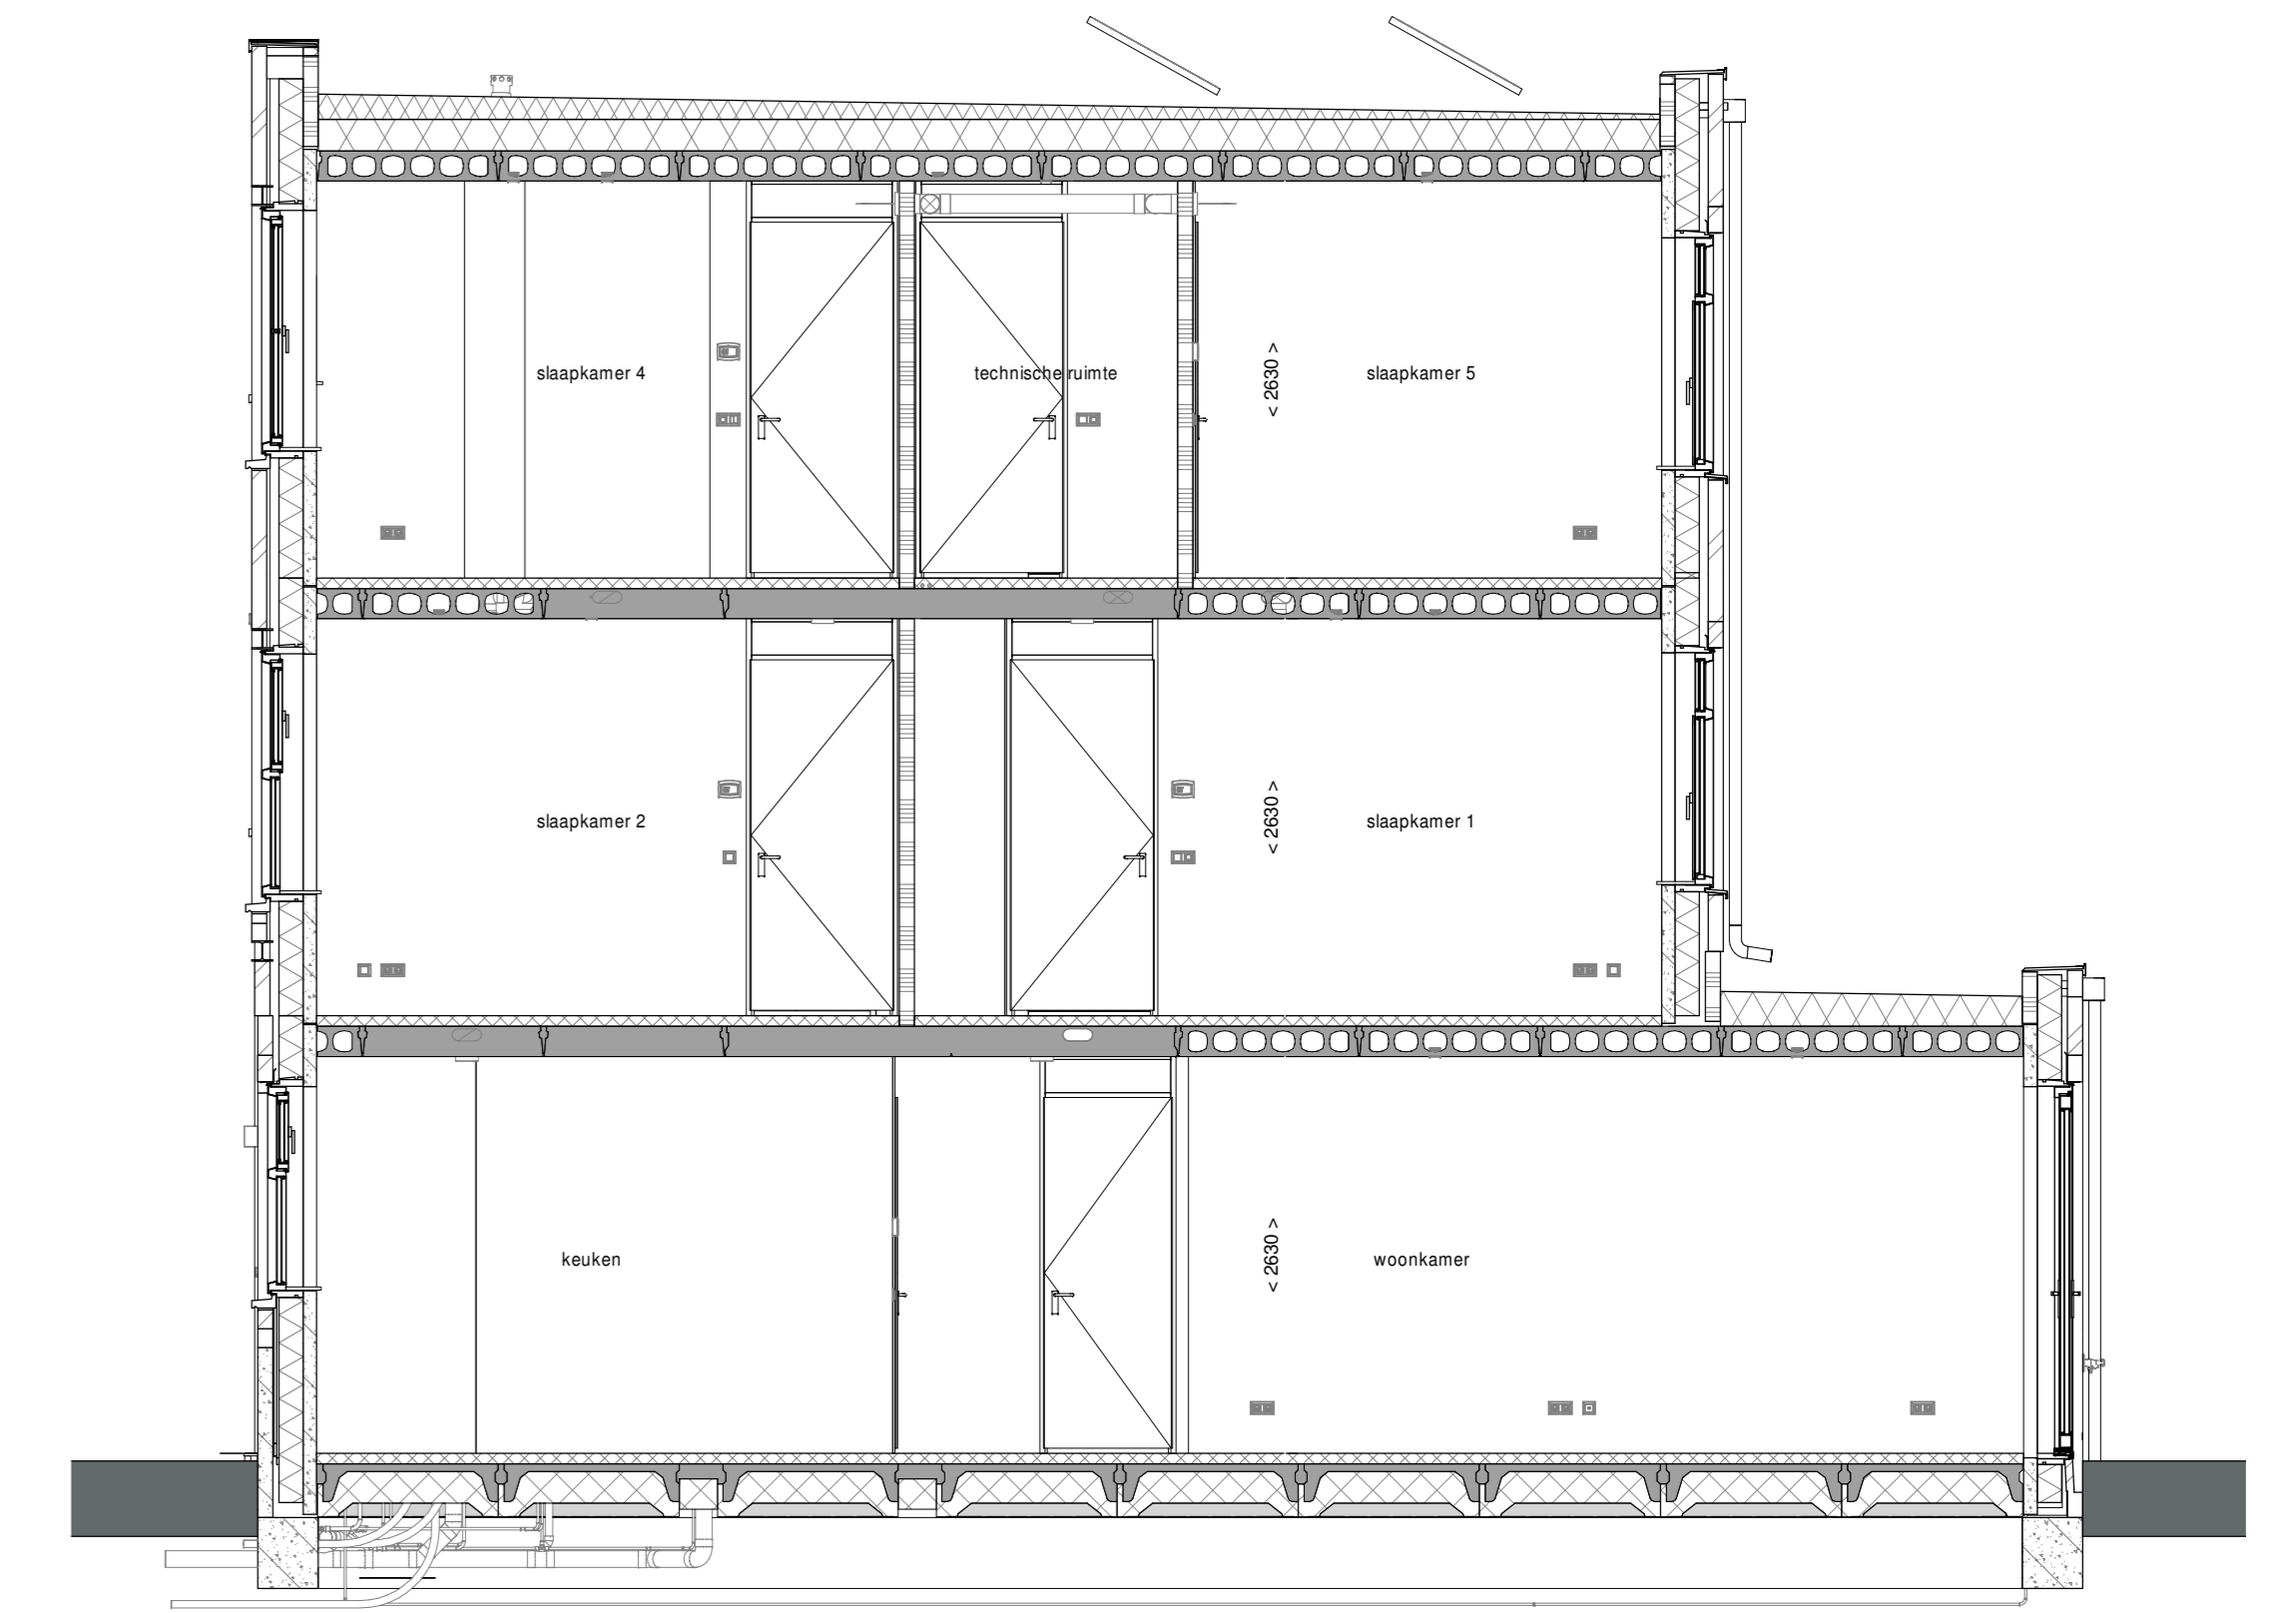 slaapkamer 4
technische ruimte
< 2630 >
slaapkamer 5
slaapkamer 2
< 2630 >
slaapkamer 1
keuken
< 2630 >
woonkamer